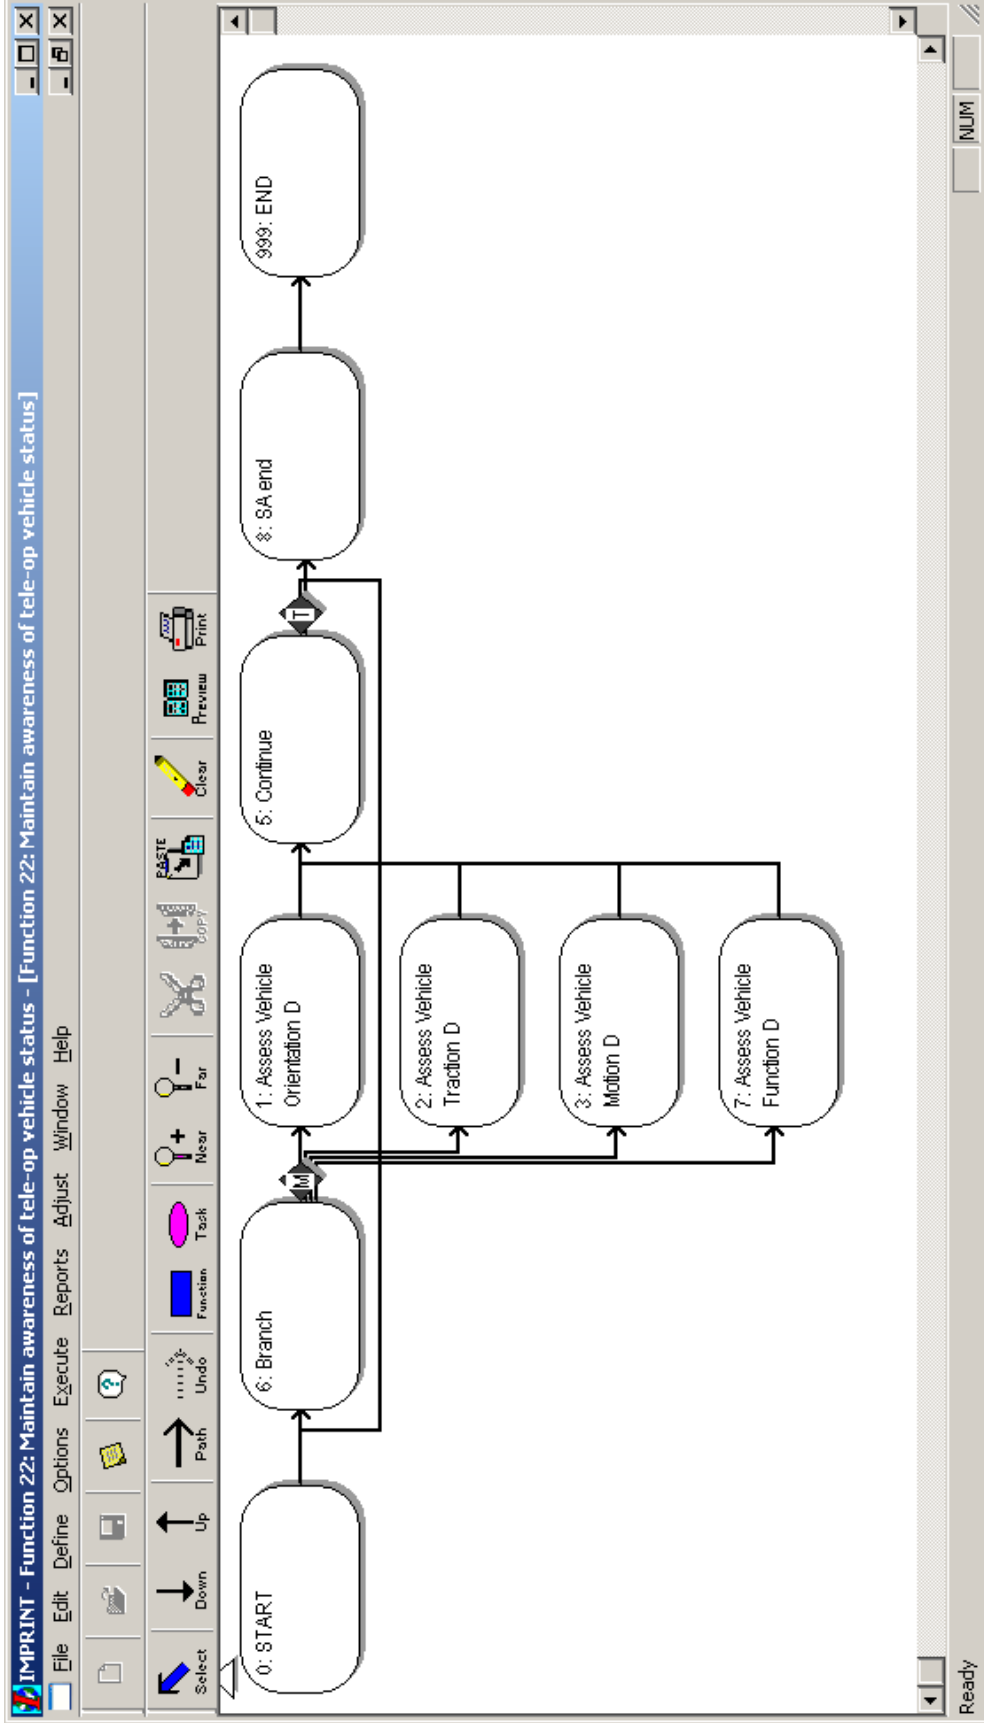 IMPRINT - Function 22: Maintain awareness of tele-op vehicle status - [Function 22: Maintain awareness of tele-op vehicle status]
File Edit Define Options Execute Reports Adjust Window Help
?
Select Down Up Path Undo Function Task Near Far COPY PASTE Clear Preview Print
0: START
6: Branch
M
1: Assess Vehicle
Orientation D
2: Assess Vehicle
Traction D
3: Assess Vehicle
Motion D
7: Assess Vehicle
Function D
5: Continue
T
8: SA end
999: END
Ready NUM